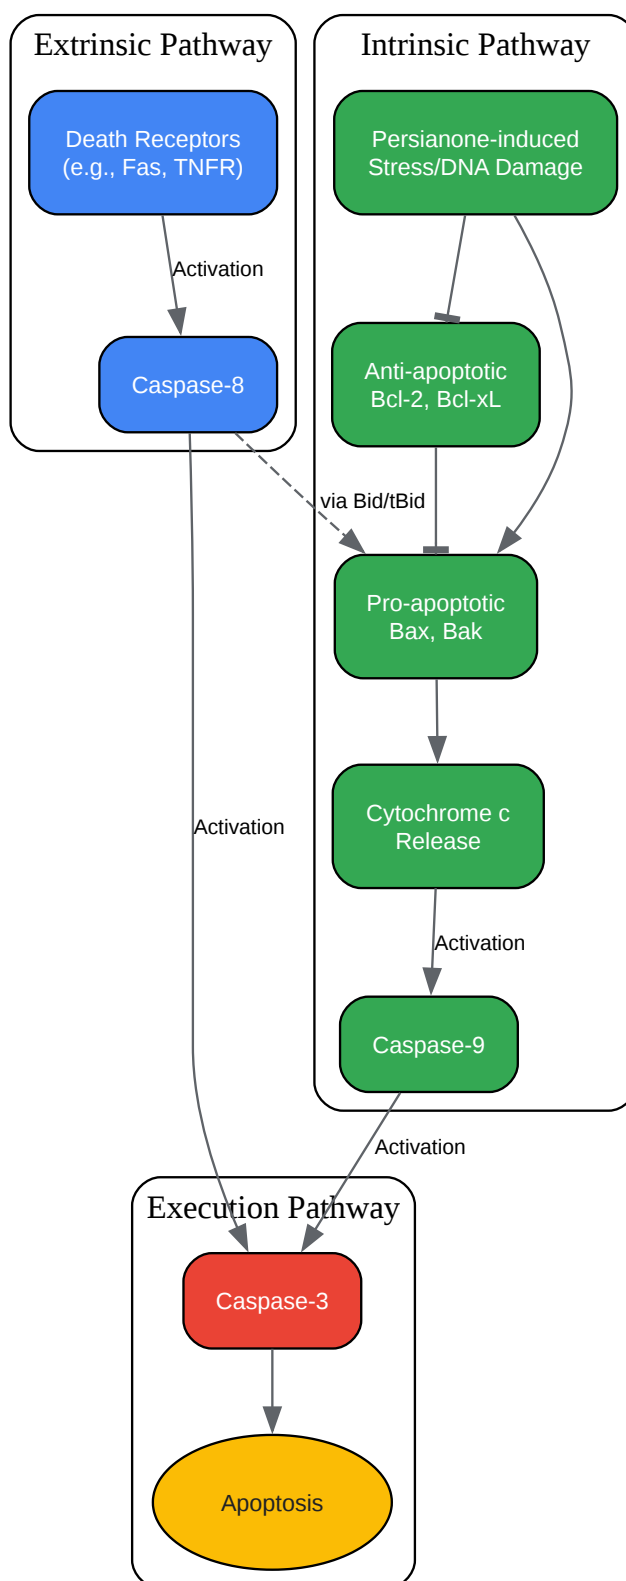 Extrinsic Pathway
Intrinsic Pathway
Death Receptors
(e.g., Fas, TNFR)
Persianone-induced
Stress/DNA Damage
Activation
Caspase-8
Anti-apoptotic
Bcl-2, Bcl-xL
via Bid/tBid
Pro-apoptotic
Bax, Bak
Cytochrome c
Release
Activation
Activation
Caspase-9
Activation
Execution Pathway
Caspase-3
Apoptosis